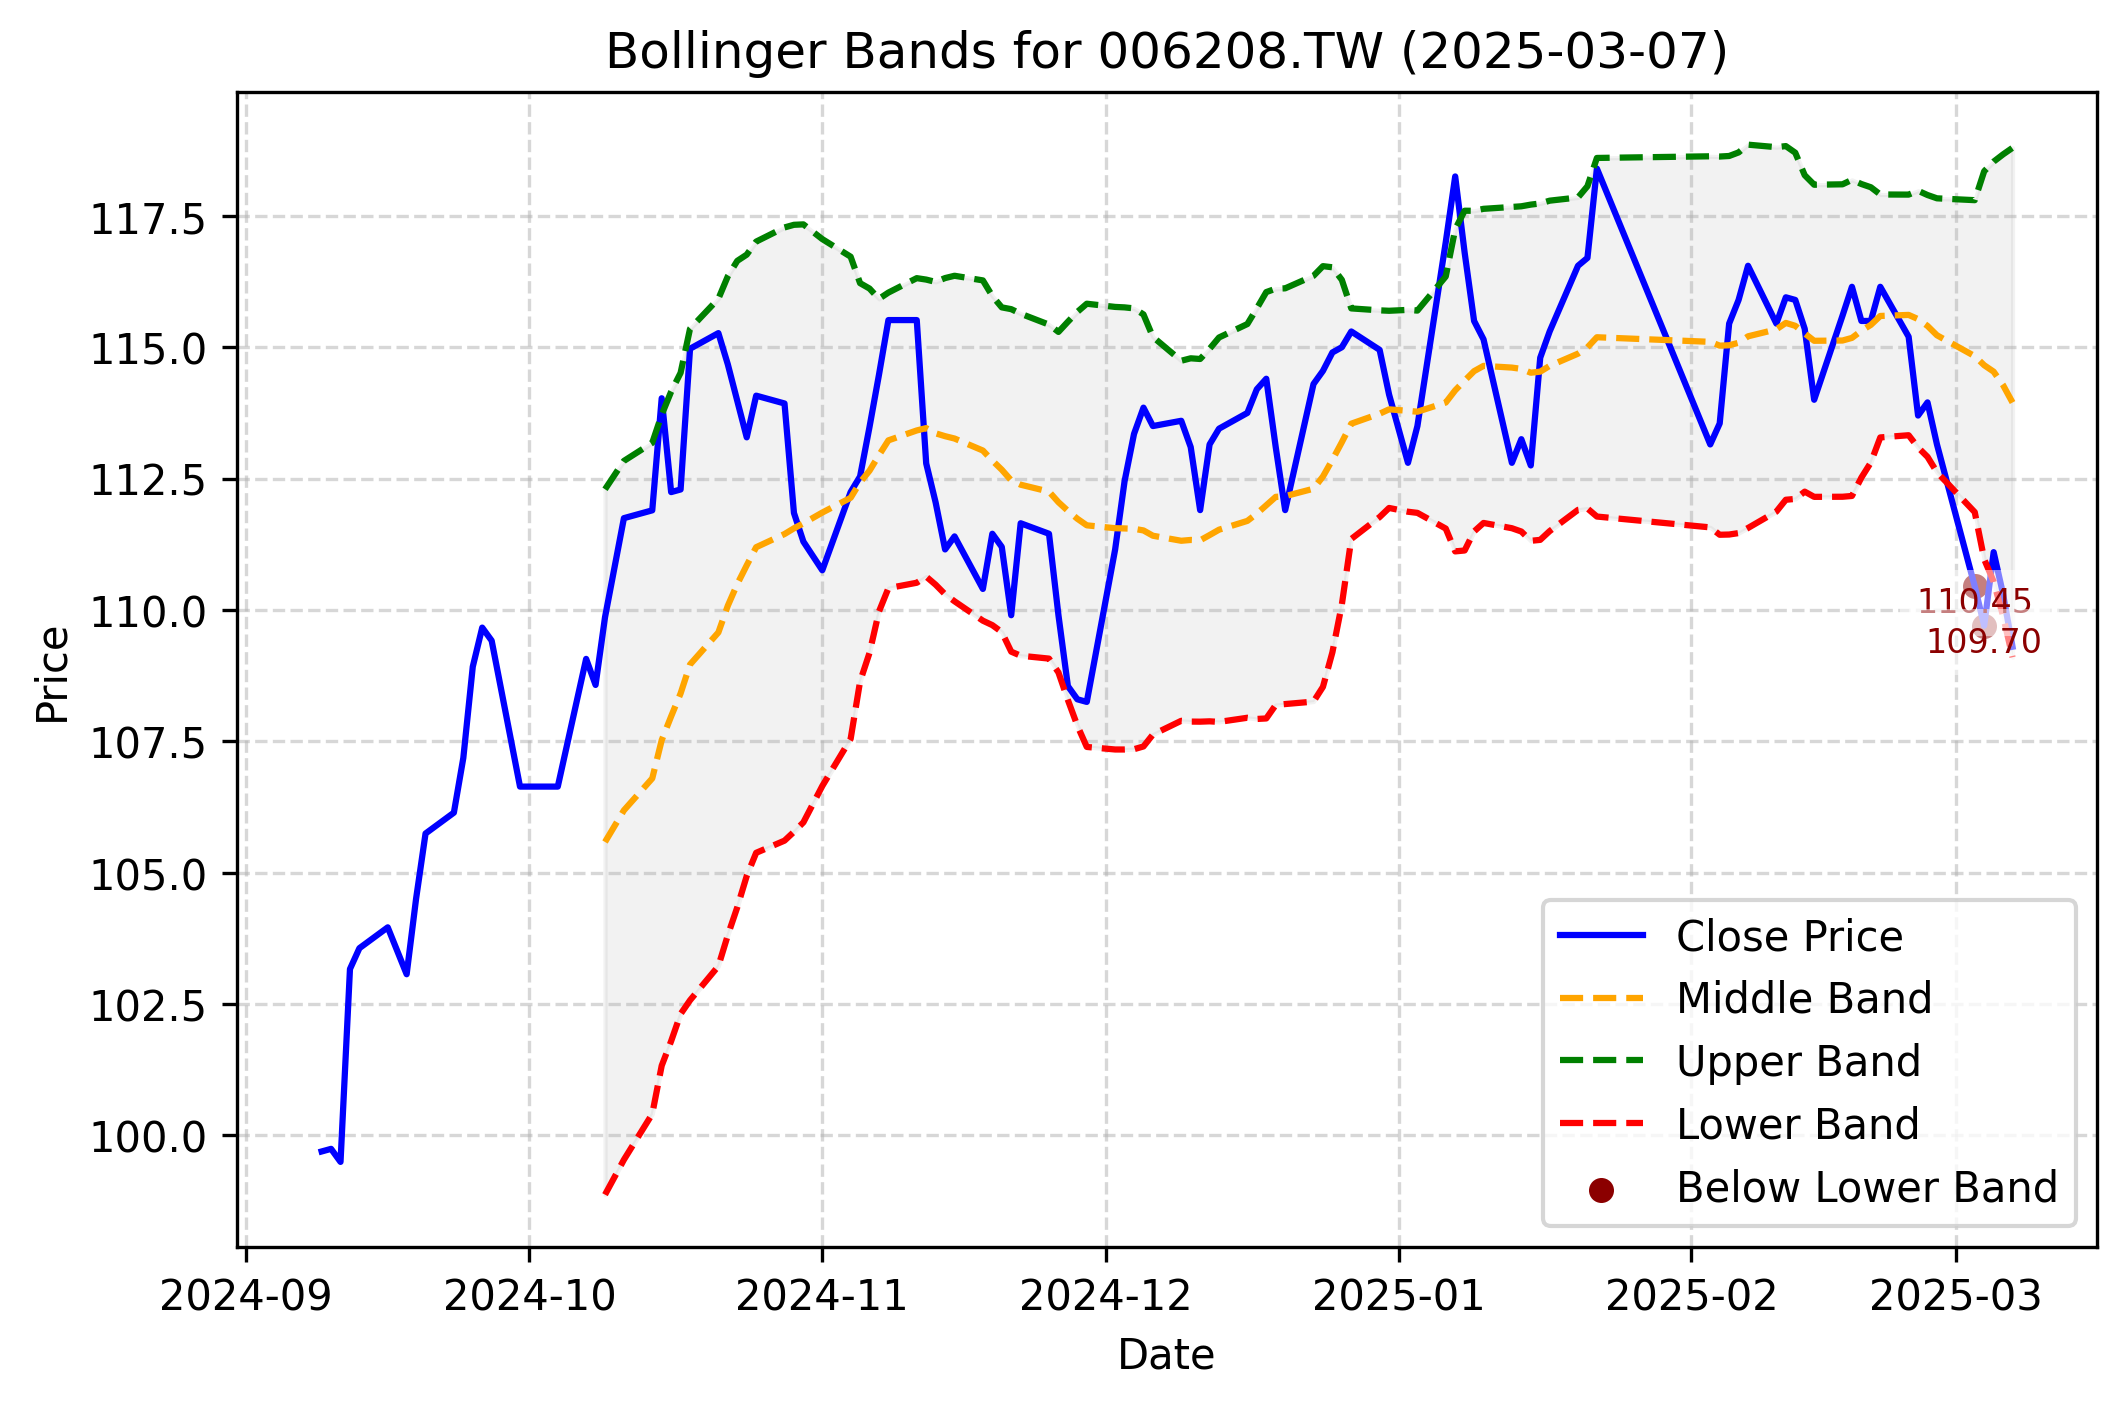 Bollinger Bands for 006208.TW (2025-03-07)
Price
117.5
115.0
112.5
110.0
107.5
105.0
102.5
100.0
110.45
109.70
Close Price
Middle Band
Upper Band
Lower Band
Below Lower Band
2024-09 2024-10 2024-11 2024-12 2025-01 2025-02 2025-03
Date